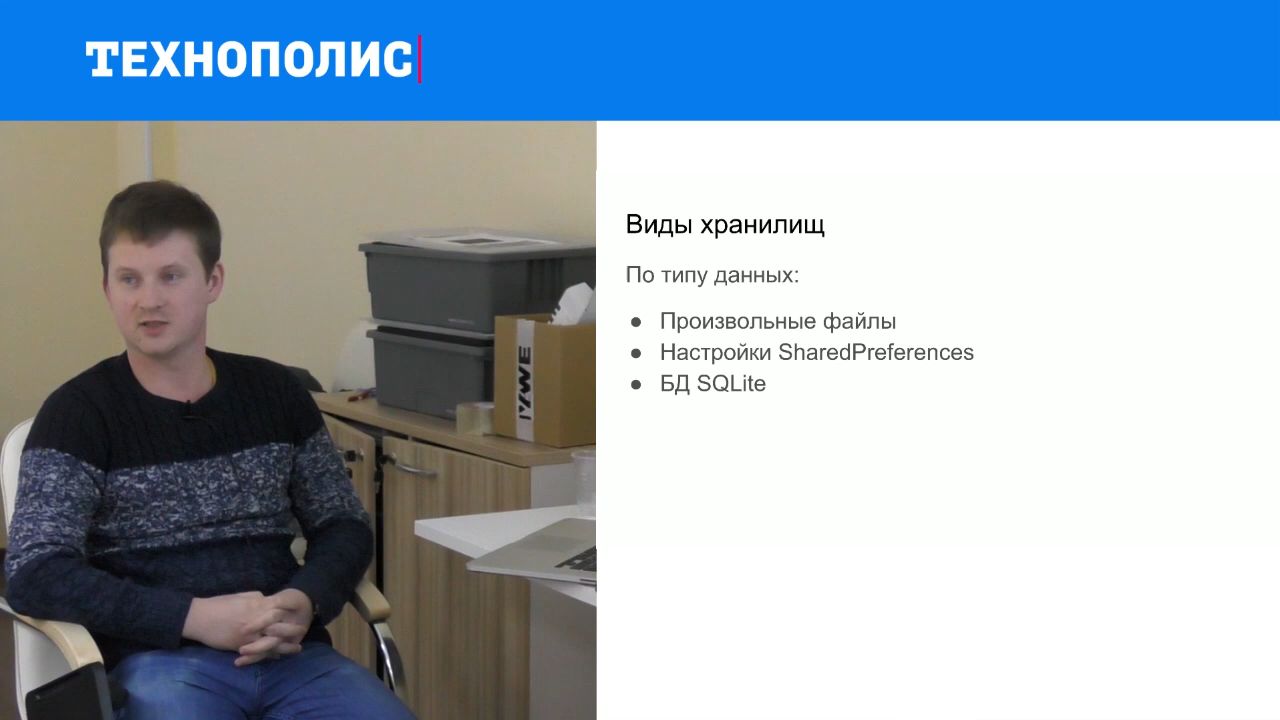 ТЕХНОПОЛИС
Виды хранилищ
По типу данных:
● Произвольные файлы
● Настройки SharedPreferences
● БД SQLite